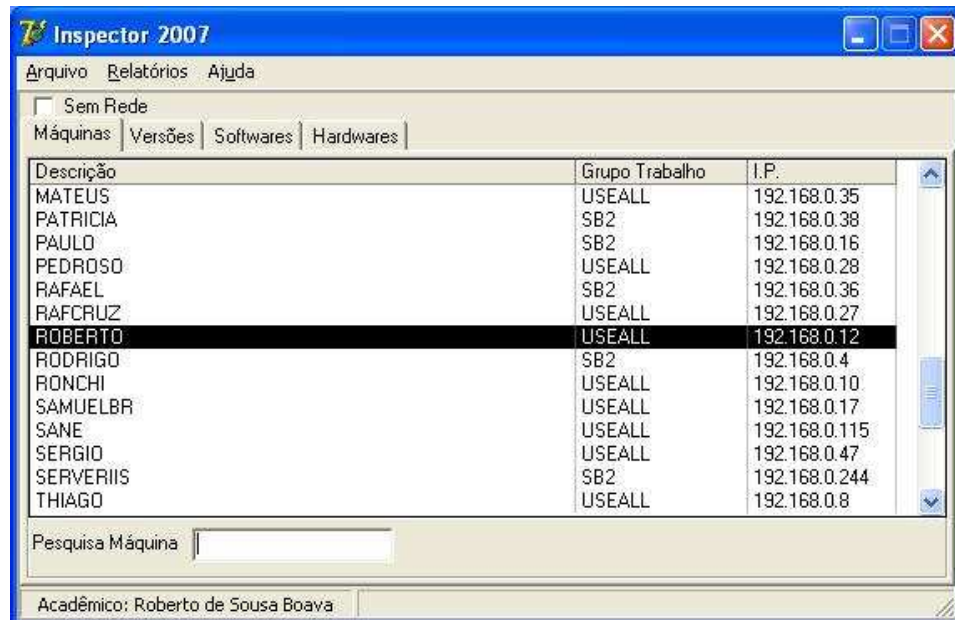 Inspector 2007
Arquivo Relatórios Ajuda
Sem Rede
Máquinas Versões Softwares Hardwares
Descrição Grupo Trabalho I.P.
MATEUS USEALL 192.168.0.35
PATRICIA SB2 192.168.0.38
PAULO SB2 192.168.0.16
PEDROSO USEALL 192.168.0.28
RAFAEL SB2 192.168.0.36
RAFCRUZ USEALL 192.168.0.27
ROBERTO USEALL 192.168.0.12
RODRIGO SB2 192.168.0.4
RONCHI USEALL 192.168.0.10
SAMUELBR USEALL 192.168.0.17
SANE USEALL 192.168.0.115
SERGIO USEALL 192.168.0.47
SERVERIIS SB2 192.168.0.244
THIAGO USEALL 192.168.0.8
Pesquisa Máquina
Acadêmico: Roberto de Sousa Boava